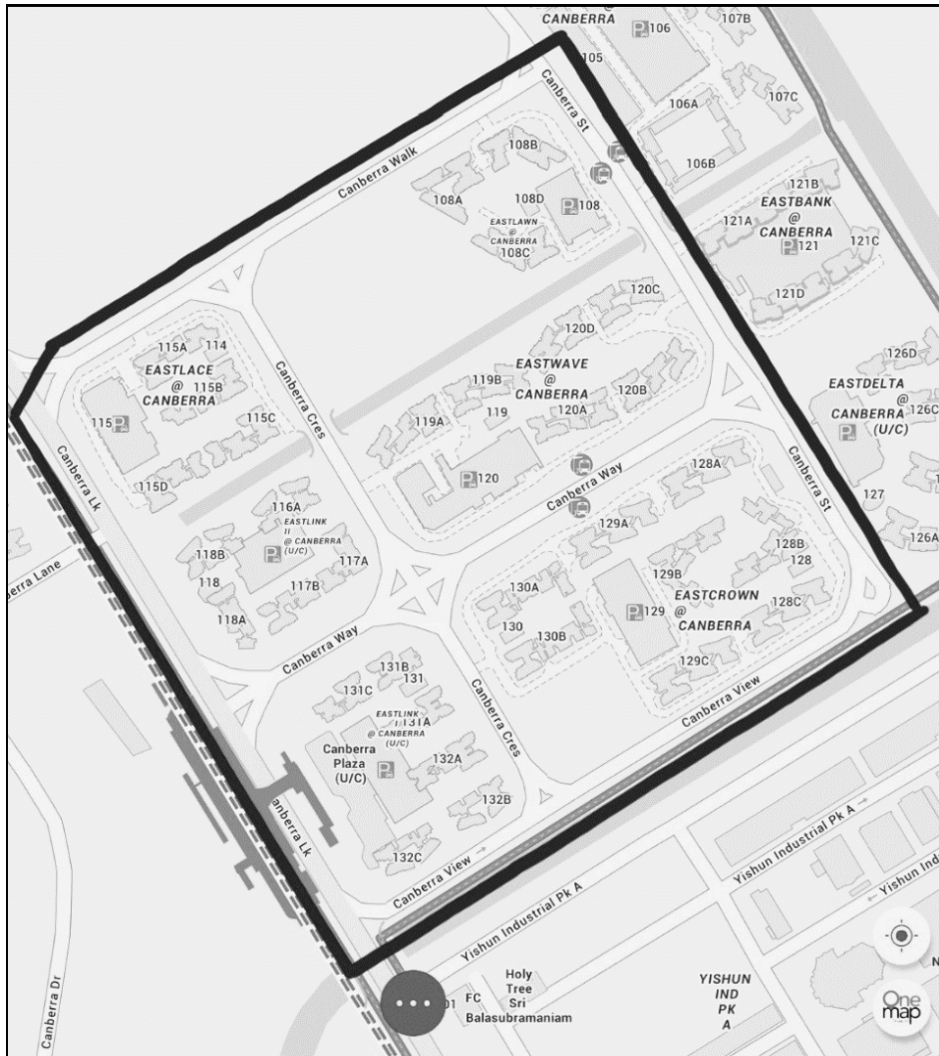 @
CANBERRA
106
105
107B
107C
106A
106B
Canberra St
Canberra Walk
108B
108A
108D
108
EASTLAWN
@
CANBERRA
108C
121B
EASTBANK
@
CANBERRA
121A
121
121C
121D
120C
120D
EASTWAVE
@
CANBERRA
119B
119A
119
120A
120B
120
115A
114
EASTLACE
@
CANBERRA
115B
115
115C
115D
Canberra Cres
Canberra Lk
126D
EASTDELTA
@
CANBERRA
(U/C)
126C
127
126A
Canberra Way
128A
Canberra St
116A
EASTLINK
II
@ CANBERRA
(U/C)
118B
118
117A
117B
118A
erra Lane
129A
129B
128B
128
EASTCROWN
@
CANBERRA
129
128C
129C
130A
130
130B
Canberra Way
131B
131C
131
EASTLINK
I
@ CANBERRA
(U/C)
131A
Canberra
Plaza
(U/C)
132A
132B
132C
Canberra Cres
Canberra View
anberra Lk
Canberra View
Yishun Industrial Pk A
Yishun Industrial Pk A
Yishun Ind
Canberra Dr
FC
Holy
Tree
Sri
Balasubramaniam
YISHUN
IND
PK
A
N
One
map